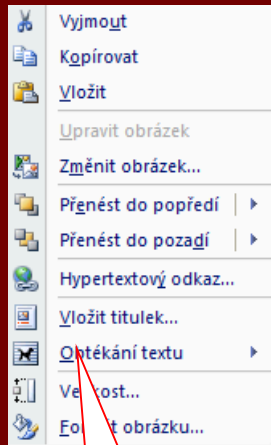 Vyjmout
Kopírovat
Vložit
Upravit obrázek
Změnit obrázek...
Přenést do popředí
Přenést do pozadí
Hypertextový odkaz...
Vložit titulek...
Obtékání textu
Velikost...
Formát obrázku...